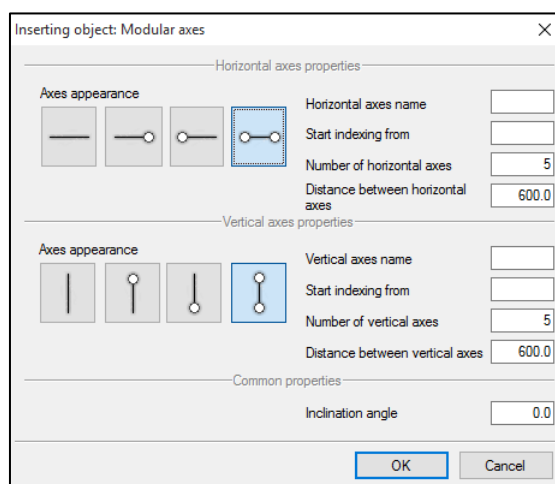 Inserting object: Modular axes
Horizontal axes properties
Axes appearance
Horizontal axes name
Start indexing from
Number of horizontal axes 5
Distance between horizontal axes 600.0
Vertical axes properties
Axes appearance
Vertical axes name
Start indexing from
Number of vertical axes 5
Distance between vertical axes 600.0
Common properties
Inclination angle 0.0
OK Cancel